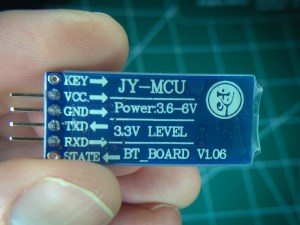 KEY
VCC
GND
TXD
RXD
STATE
JY-MCU
Power:3.6-6V
3.3V LEVEL
BT_BOARD V1.06